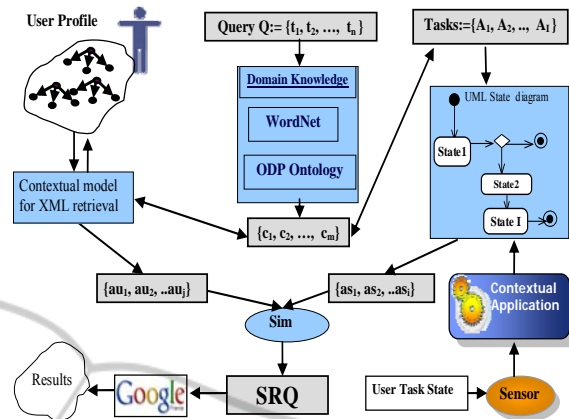 User Profile
Query Q:= {t1, t2, …, tn}
Tasks:={A1, A2, .., AI}
Domain Knowledge
WordNet
ODP Ontology
UML State diagram
State1
State2
State I
Contextual model
for XML retrieval
{c1, c2, …, cm}
{au1, au2, ..auj}
{as1, as2, ..asi}
Contextual
Application
Sim
Results
Google
SRQ
User Task State
Sensor